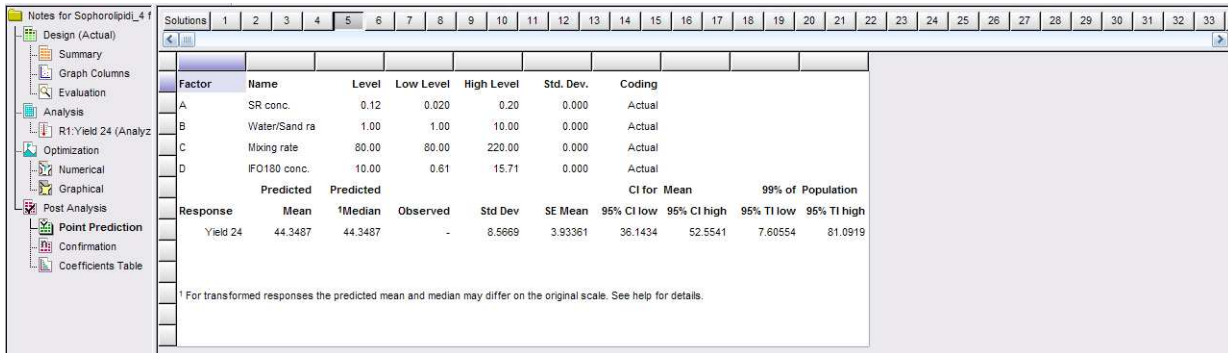 Notes for Sophorolipidi_4 f
Design (Actual)
Summary
Graph Columns
Evaluation
Analysis
R1:Yield 24 (Analyz
Optimization
Numerical
Graphical
Post Analysis
Point Prediction
Confirmation
Coefficients Table
Solutions 1 2 3 4 5 6 7 8 9 10 11 12 13 14 15 16 17 18 19 20 21 22 23 24 25 26 27 28 29 30 31 32 33
Factor Name Level Low Level High Level Std. Dev. Coding
A SR conc. 0.12 0.020 0.20 0.000 Actual
B Water/Sand ra 1.00 1.00 10.00 0.000 Actual
C Mixing rate 80.00 80.00 220.00 0.000 Actual
D IFO180 conc. 10.00 0.61 15.71 0.000 Actual
Predicted Predicted CI for Mean 99% of Population
Response Mean ¹Median Observed Std Dev SE Mean 95% CI low 95% CI high 95% TI low 95% TI high
Yield 24 44.3487 44.3487 - 8.5669 3.93361 36.1434 52.5541 7.60554 81.0919
¹ For transformed responses the predicted mean and median may differ on the original scale. See help for details.